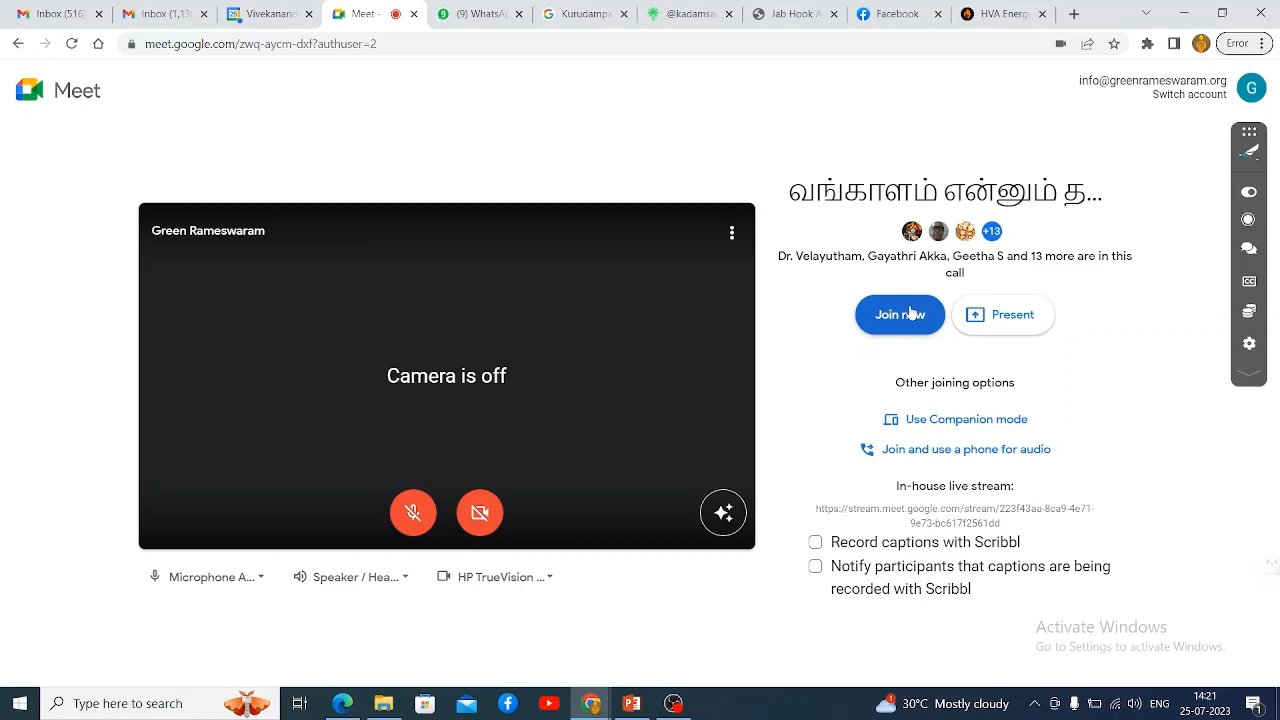 Inbox (516)
Inbox (1,13
Vivekanand
Meet -
(9) WhatsA
Kurudampa
@kadamsa
Jab Hook A
Facebook
HVA Energ
meet.google.com/zwq-aycm-dxf?authuser=2
Error
Meet
info@greenrameswaram.org
Switch account
G
வங்காளம் என்னும் த...
Green Rameswaram
+13
Dr. Velayutham, Gayathri Akka, Geetha S and 13 more are in this
call
Join now
Present
Camera is off
Other joining options
Use Companion mode
Join and use a phone for audio
In-house live stream:
https://stream.meet.google.com/stream/223f43aa-8ca9-4e71-
9e73-bc617f2561dd
Record captions with Scribbl
Notify participants that captions are being
recorded with Scribbl
Microphone A...
Speaker / Hea...
HP TrueVision ...
Activate Windows
Go to Settings to activate Windows.
Type here to search
30°C Mostly cloudy
ENG
14:21
25-07-2023